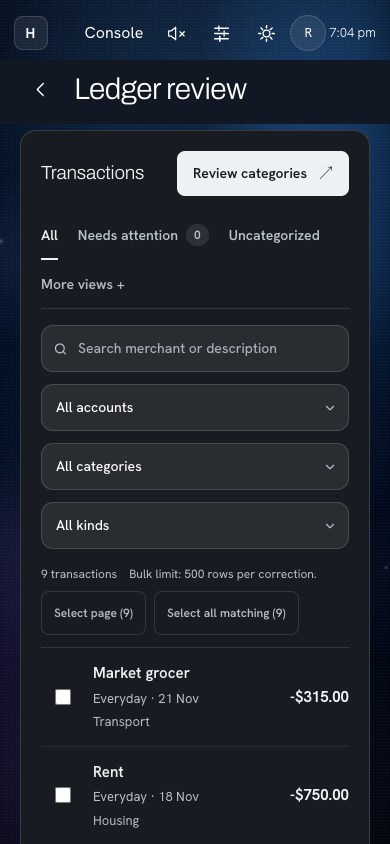 H Console R 7:04 pm
Ledger review
Transactions Review categories
All Needs attention 0 Uncategorized
More views +
Search merchant or description
All accounts
All categories
All kinds
9 transactions Bulk limit: 500 rows per correction.
Select page (9) Select all matching (9)
Market grocer
Everyday · 21 Nov -$315.00
Transport
Rent
Everyday · 18 Nov -$750.00
Housing